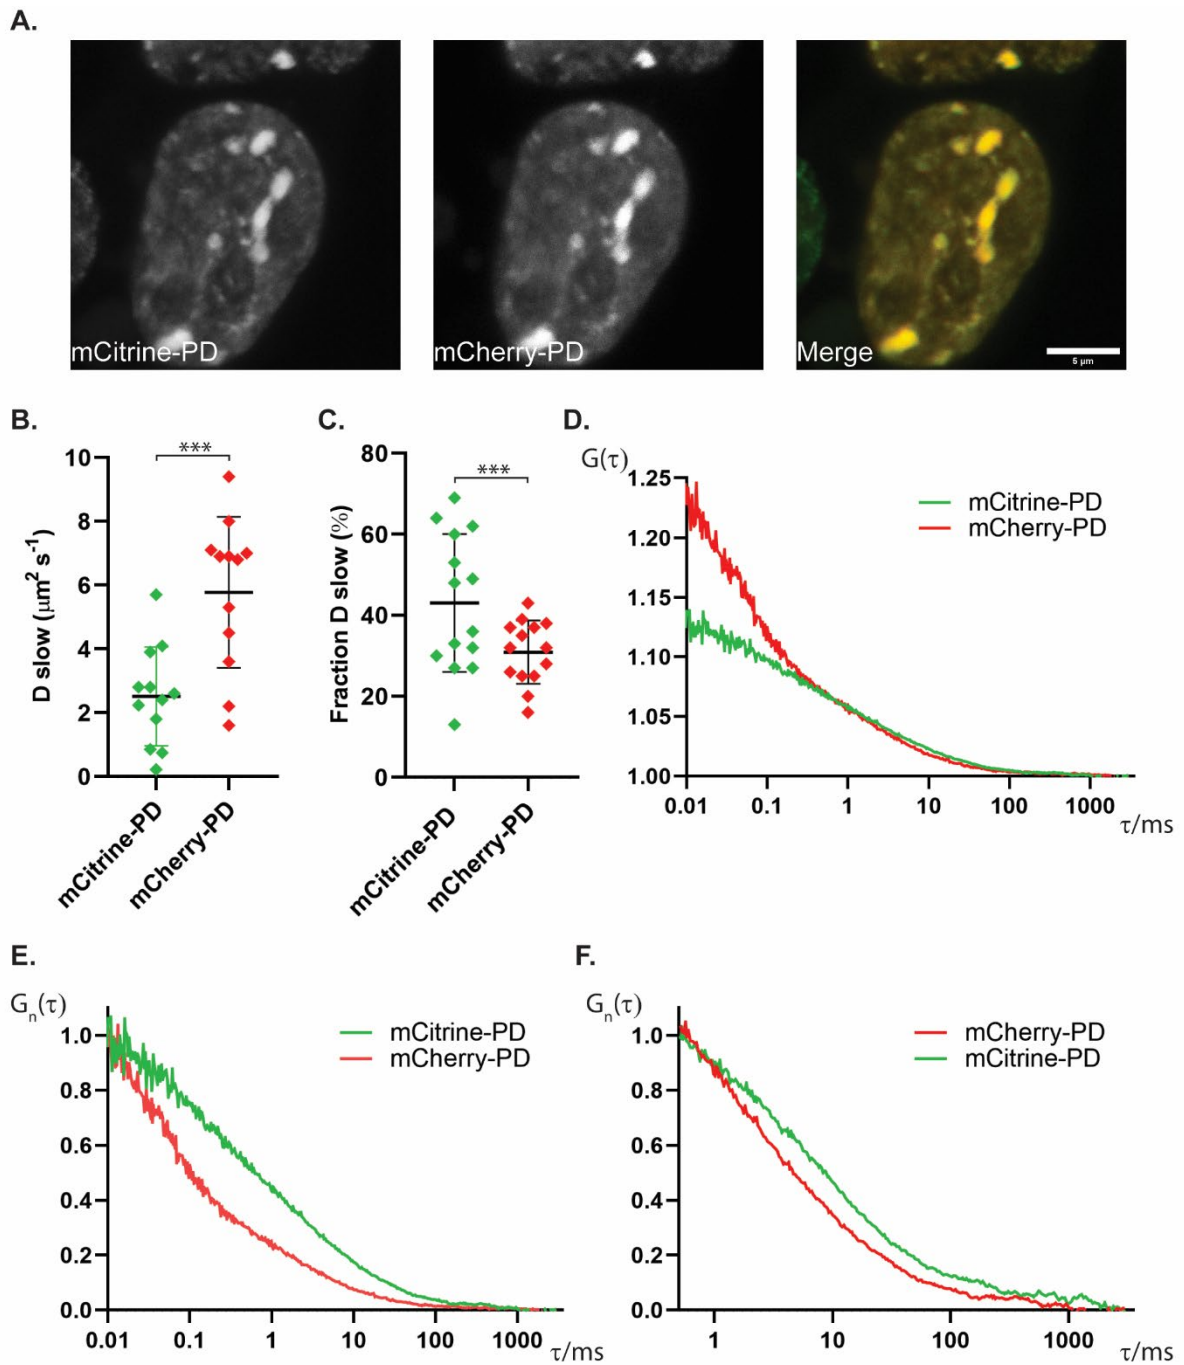 A.
mCitrine-PD
mCherry-PD
Merge
5 µm
B.
C.
D.
***
10
8
6
4
2
0
D slow (µm² s⁻¹)
mCitrine-PD
mCherry-PD
***
80
60
40
20
0
Fraction D slow (%)
mCitrine-PD
mCherry-PD
G(τ)
1.25
1.20
1.15
1.10
1.05
1.00
mCitrine-PD
mCherry-PD
0.01 0.1 1 10 100 1000
τ/ms
E.
F.
Gₙ(τ)
1.0
0.8
0.6
0.4
0.2
0.0
mCitrine-PD
mCherry-PD
0.01 0.1 1 10 100 1000
τ/ms
Gₙ(τ)
1.0
0.8
0.6
0.4
0.2
0.0
mCherry-PD
mCitrine-PD
1 10 100 1000
τ/ms